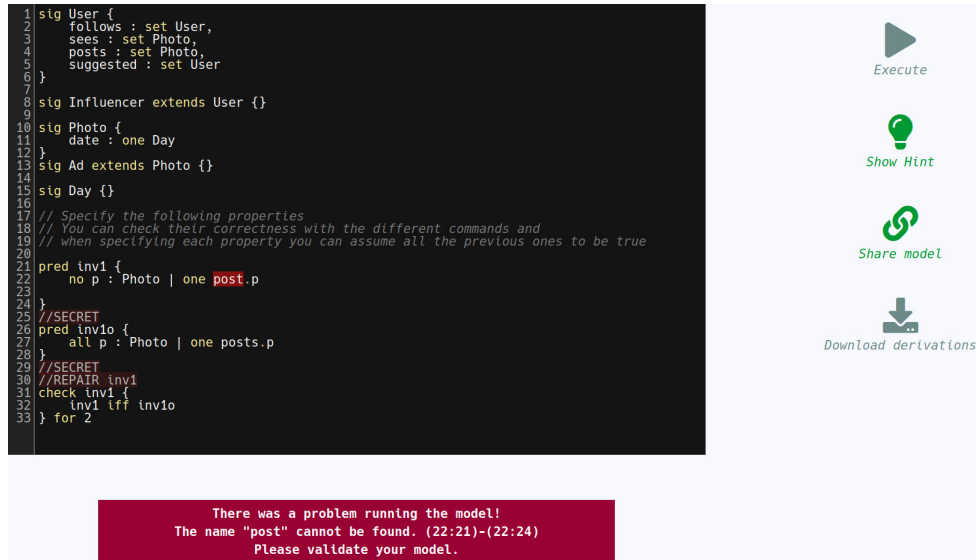 1 sig User {
2     follows : set User,
3     sees : set Photo,
4     posts : set Photo,
5     suggested : set User
6 }
7
8 sig Influencer extends User {}
9
10 sig Photo {
11     date : one Day
12 }
13 sig Ad extends Photo {}
14
15 sig Day {}
16
17 // Specify the following properties
18 // You can check their correctness with the different commands and
19 // when specifying each property you can assume all the previous ones to be true
20
21 pred inv1 {
22     no p : Photo | one post.p
23
24 }
25 //SECRET
26 pred inv1o {
27     all p : Photo | one posts.p
28 }
29 //SECRET
30 //REPAIR inv1
31 check inv1 {
32     inv1 iff inv1o
33 } for 2
Execute
Show Hint
Share model
Download derivations
There was a problem running the model!
The name "post" cannot be found. (22:21)-(22:24)
Please validate your model.